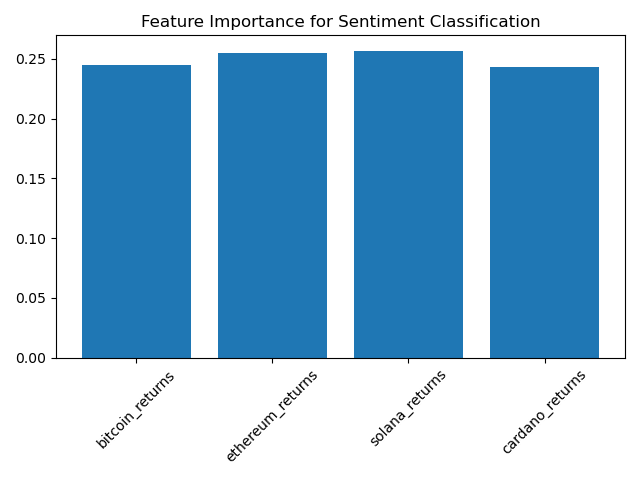 Feature Importance for Sentiment Classification
0.25
0.20
0.15
0.10
0.05
0.00
bitcoin_returns
ethereum_returns
solana_returns
cardano_returns